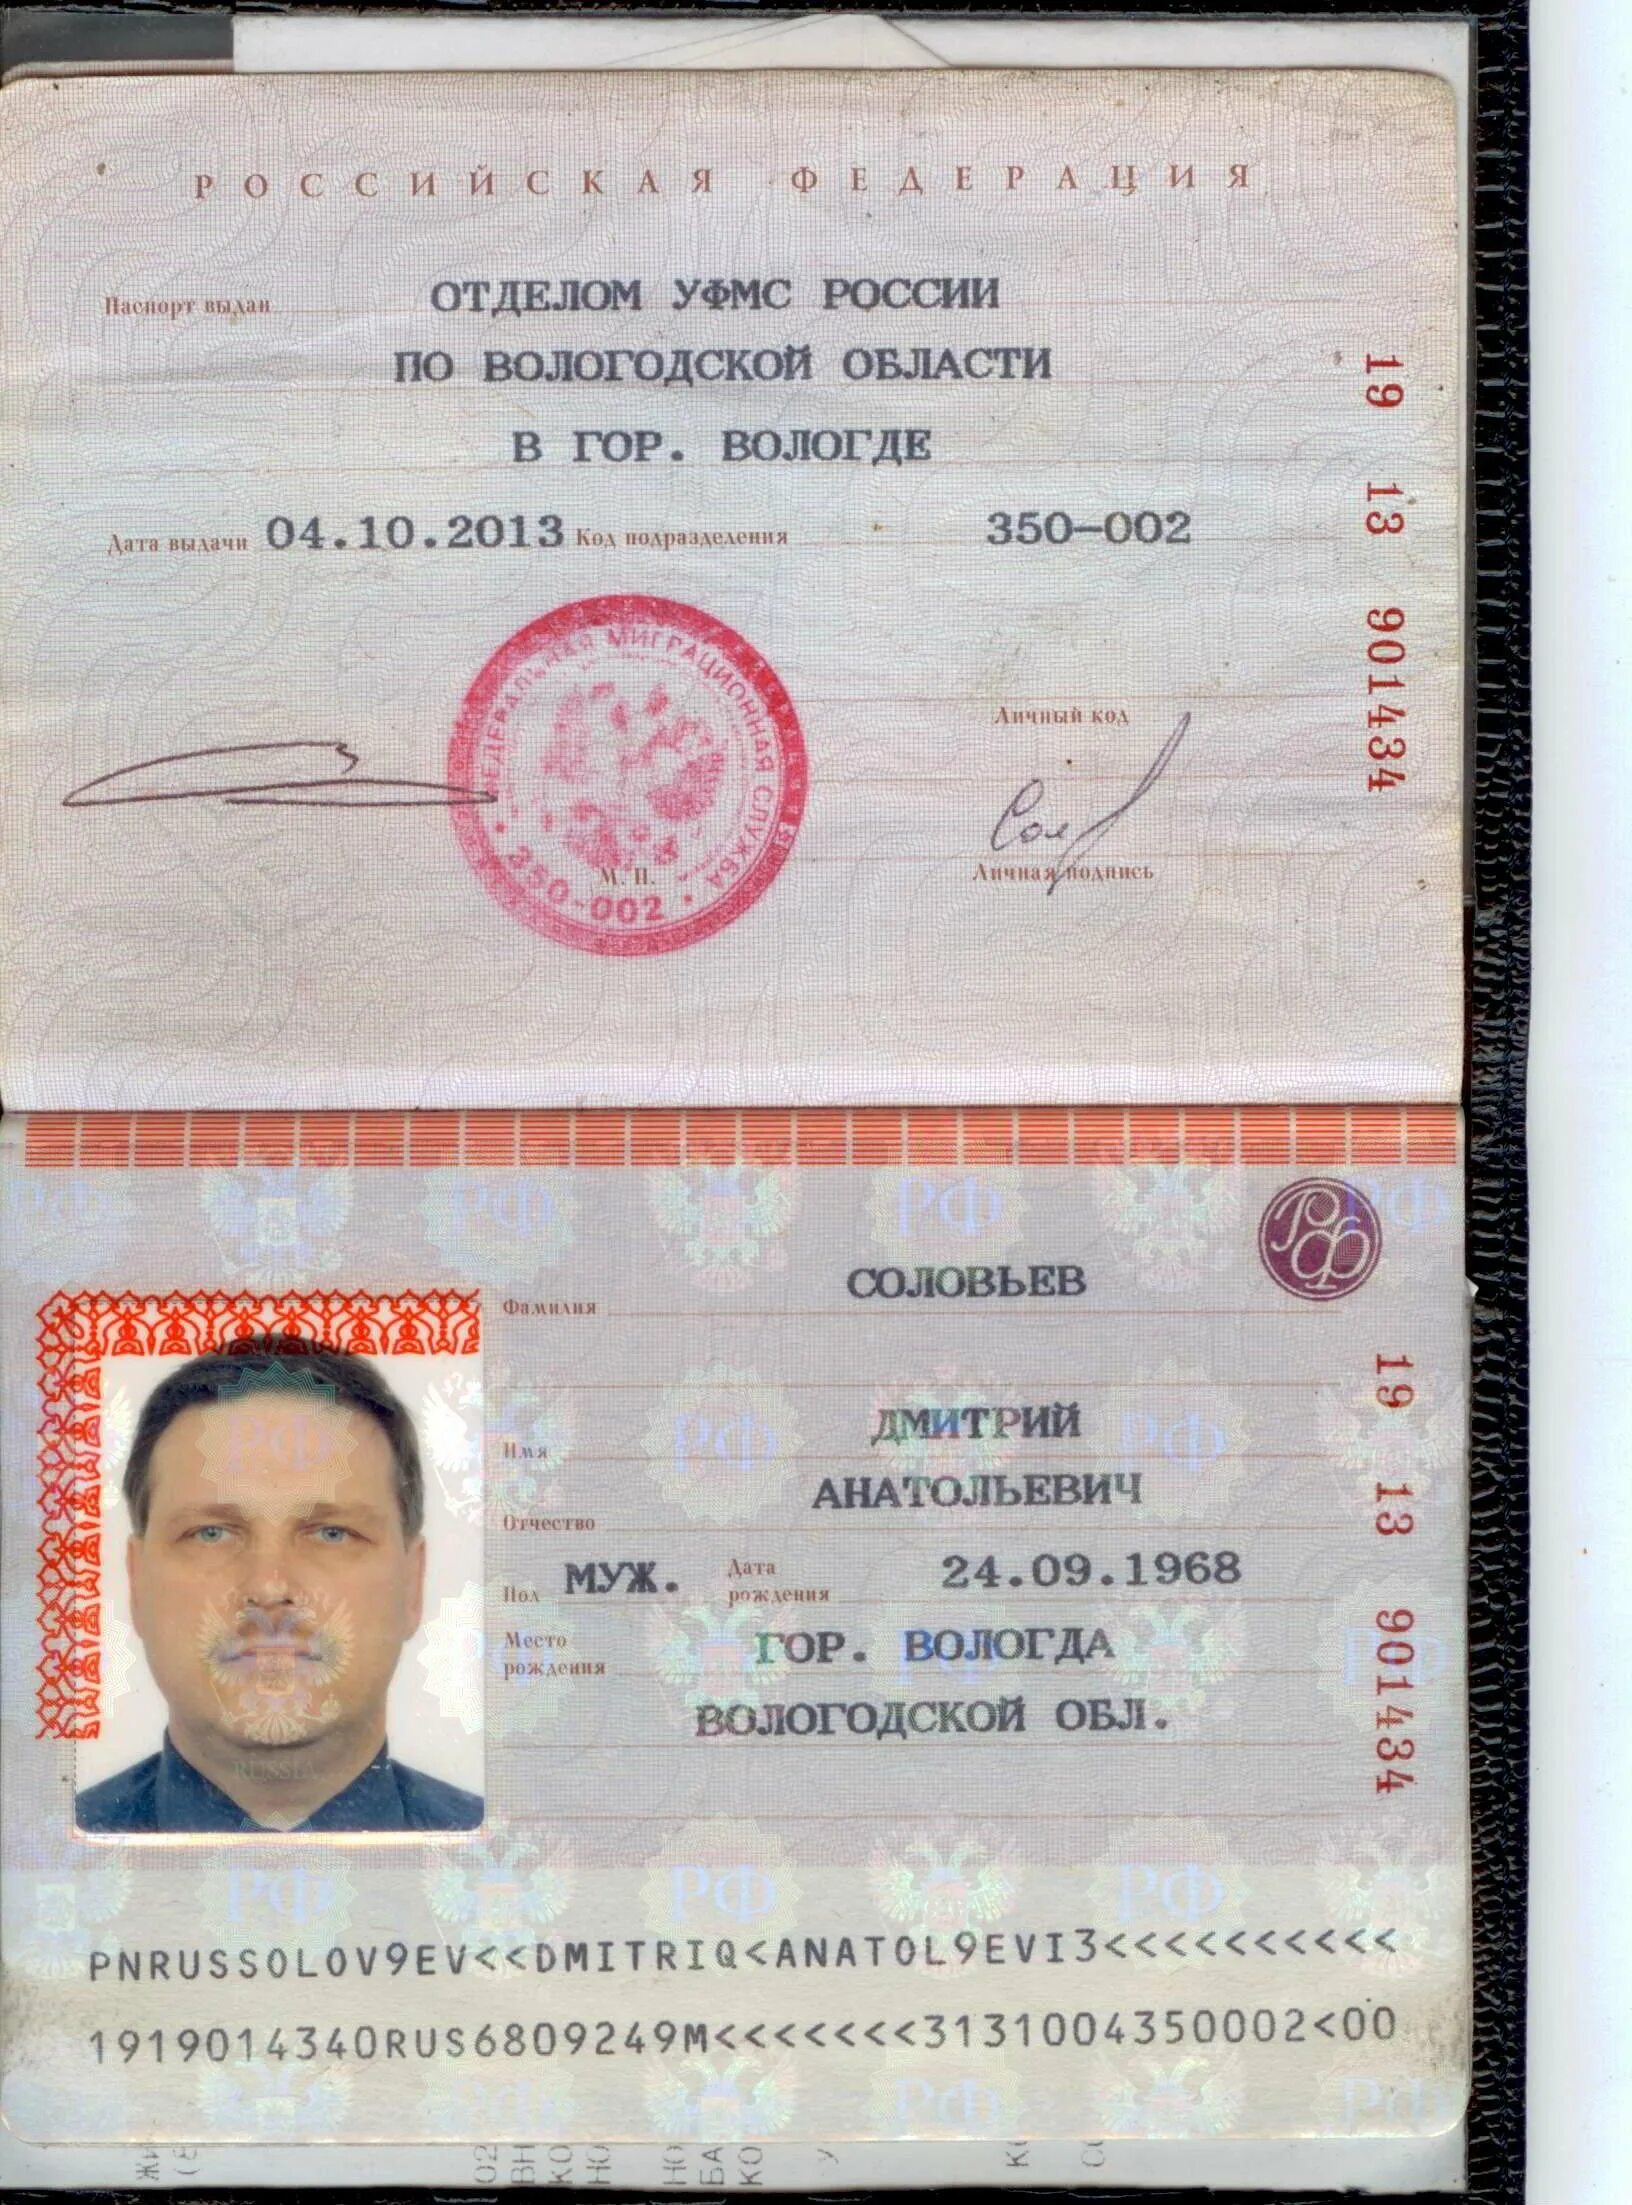 РОССИЙСКАЯ ФЕДЕРАЦИЯ
Паспорт выдан ОТДЕЛОМ УФМС РОССИИ
ПО ВОЛОГОДСКОЙ ОБЛАСТИ
В ГОР. ВОЛОГДЕ
Дата выдачи 04.10.2013 Код подразделения 350-002
19 13 901434
ФЕДЕРАЛЬНАЯ МИГРАЦИОННАЯ СЛУЖБА
350-002
М. П.
Личный код
Сол
Личная подпись
РФ
Фамилия СОЛОВЬЕВ
Имя ДМИТРИЙ
Отчество АНАТОЛЬЕВИЧ
Пол МУЖ. Дата рождения 24.09.1968
Место рождения ГОР. ВОЛОГДА
ВОЛОГОДСКОЙ ОБЛ.
19 13 901434
RUSSIA
PNRUSSOLOV9EV<<DMITRIQ<ANATOL9EVI3<<<<<<<<<<
1919014340RUS6809249M<<<<<<<3131004350002<00